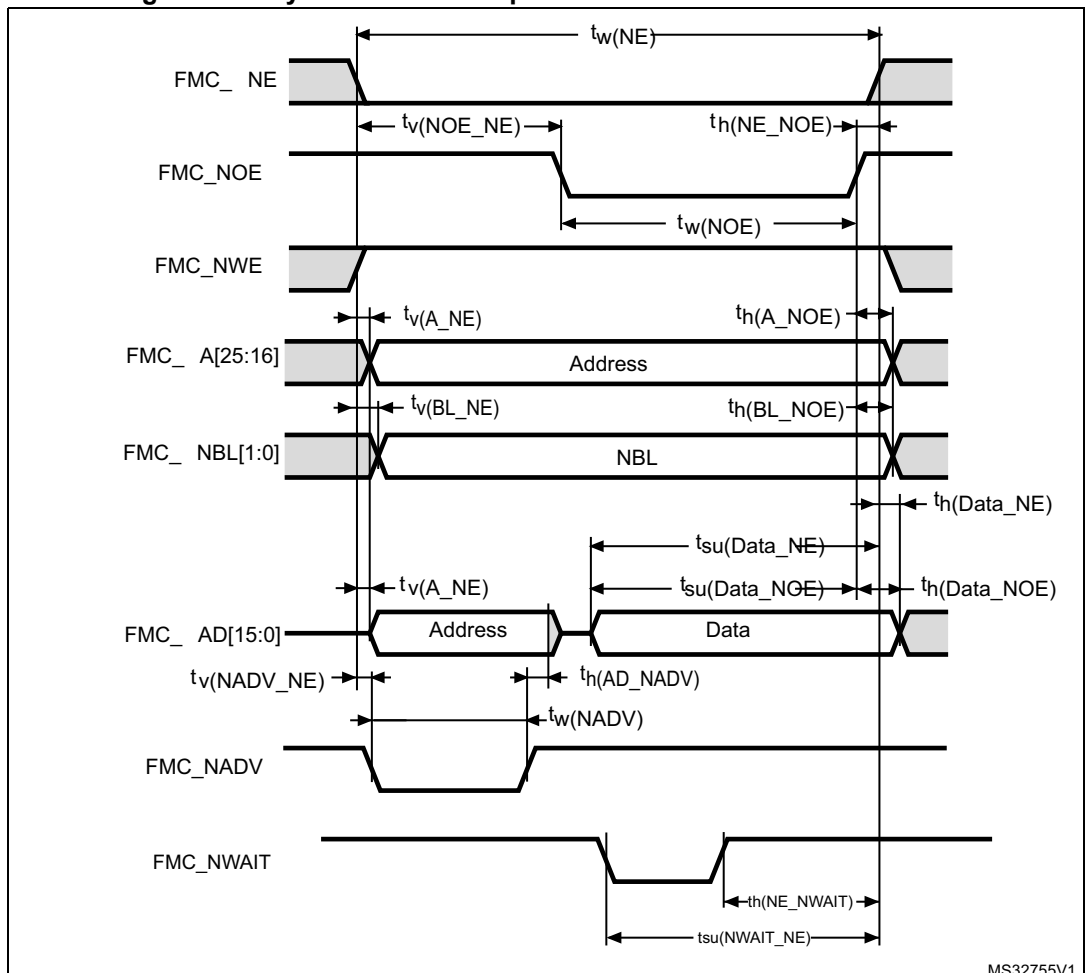 tw(NE)
FMC_ NE
tv(NOE_NE)
th(NE_NOE)
FMC_NOE
tw(NOE)
FMC_NWE
tv(A_NE)
th(A_NOE)
FMC_ A[25:16]
Address
tv(BL_NE)
th(BL_NOE)
FMC_ NBL[1:0]
NBL
th(Data_NE)
tsu(Data_NE)
tv(A_NE)
tsu(Data_NOE)
th(Data_NOE)
FMC_ AD[15:0]
Address
Data
tv(NADV_NE)
th(AD_NADV)
tw(NADV)
FMC_NADV
FMC_NWAIT
th(NE_NWAIT)
tsu(NWAIT_NE)
MS32755V1